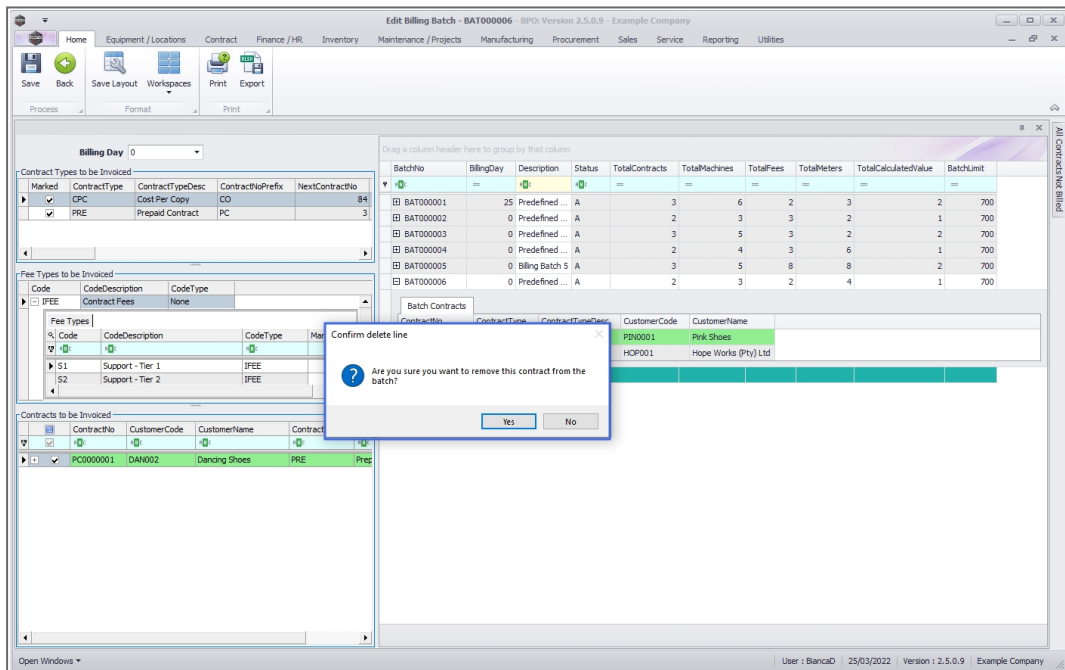 Edit Billing Batch - BAT000006 - BPO: Version 2.5.0.9 - Example Company
Home Equipment / Locations Contract Finance / HR Inventory Maintenance / Projects Manufacturing Procurement Sales Service Reporting Utilities
Save Back Save Layout Workspaces Print Export
Process Format Print
All Contracts Not Billed
Billing Day 0
Contract Types to be Invoiced
Marked ContractType ContractTypeDesc ContractNoPrefix NextContractNo
CPC Cost Per Copy CO 84
PRE Prepaid Contract PC 3
Fee Types to be Invoiced
Code CodeDescription CodeType
IFEE Contract Fees None
Fee Types
Code CodeDescription CodeType Mar
S1 Support - Tier 1 IFEE
S2 Support - Tier 2 IFEE
Contracts to be Invoiced
ContractNo CustomerCode CustomerName Contract
PC0000001 DAN002 Dancing Shoes PRE Prep
Drag a column header here to group by that column
BatchNo BillingDay Description Status TotalContracts TotalMachines TotalFees TotalMeters TotalCalculatedValue BatchLimit
= = = = = = =
BAT000001 25 Predefined ... A 3 6 2 3 2 700
BAT000002 0 Predefined ... A 2 3 3 2 1 700
BAT000003 0 Predefined ... A 3 5 3 2 2 700
BAT000004 0 Predefined ... A 2 4 3 6 1 700
BAT000005 0 Billing Batch 5 A 3 5 8 8 2 700
BAT000006 0 Predefined ... A 2 3 2 4 1 700
Batch Contracts
ContractNo ContractType ContractTypeDesc CustomerCode CustomerName
PIN0001 Pink Shoes
HOP001 Hope Works (Pty) Ltd
Confirm delete line
Are you sure you want to remove this contract from the
batch?
Yes No
Open Windows User : BiancaD 25/03/2022 Version : 2.5.0.9 Example Company